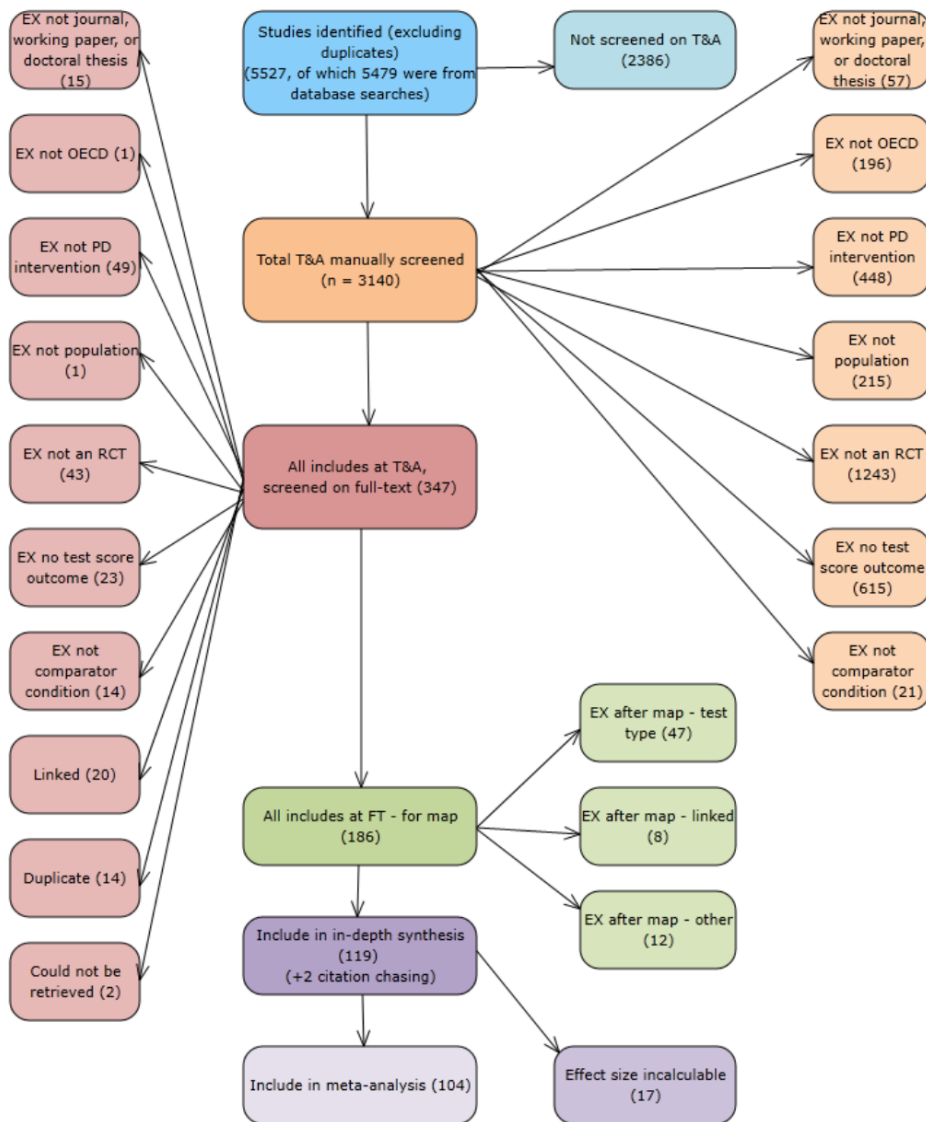 EX not journal,
working paper, or
doctoral thesis
(15)
Studies identified (excluding
duplicates)
(5527, of which 5479 were from
database searches)
Not screened on T&A
(2386)
EX not journal,
working paper,
or doctoral
thesis (57)
EX not OECD (1)
EX not OECD
(196)
EX not PD
intervention (49)
Total T&A manually screened
(n = 3140)
EX not PD
intervention
(448)
EX not population
(1)
EX not
population
(215)
EX not an RCT
(43)
All includes at T&A,
screened on full-text (347)
EX not an RCT
(1243)
EX no test score
outcome (23)
EX no test
score outcome
(615)
EX not
comparator
condition (14)
EX not
comparator
condition (21)
EX after map - test
type (47)
Linked (20)
All includes at FT - for map
(186)
EX after map - linked
(8)
Duplicate (14)
EX after map - other
(12)
Include in in-depth synthesis
(119)
(+2 citation chasing)
Could not be
retrieved (2)
Include in meta-analysis (104)
Effect size incalculable
(17)